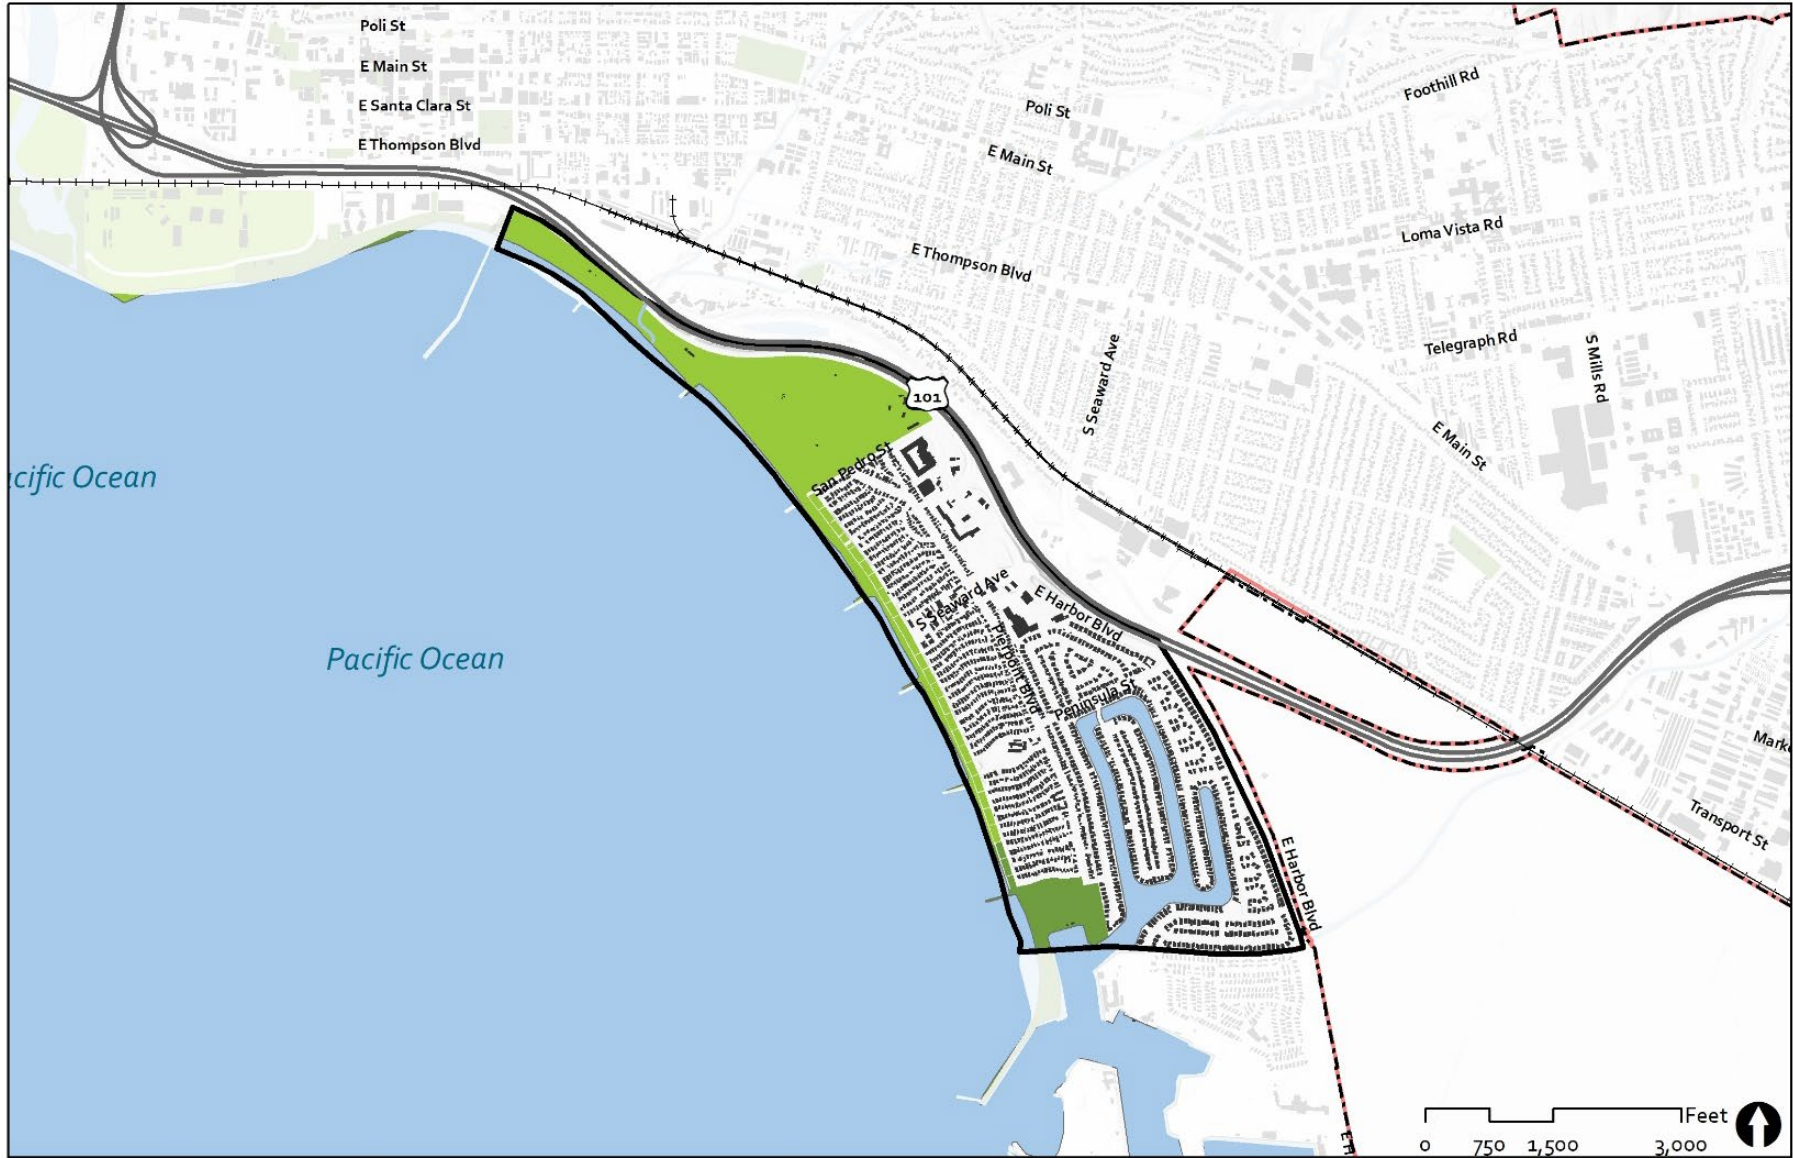 Poli St
E Main St
E Santa Clara St
E Thompson Blvd
Foothill Rd
Poli St
E Main St
Loma Vista Rd
E Thompson Blvd
Telegraph Rd
S Mills Rd
S Seaward Ave
101
E Main St
San Pedro St
acific Ocean
S Seaward Ave
E Harbor Blvd
Pacific Ocean
Pierpont Blvd
Peninsula St
Marke
Transport St
E Harbor Blvd
Feet
0 750 1,500 3,000
E H